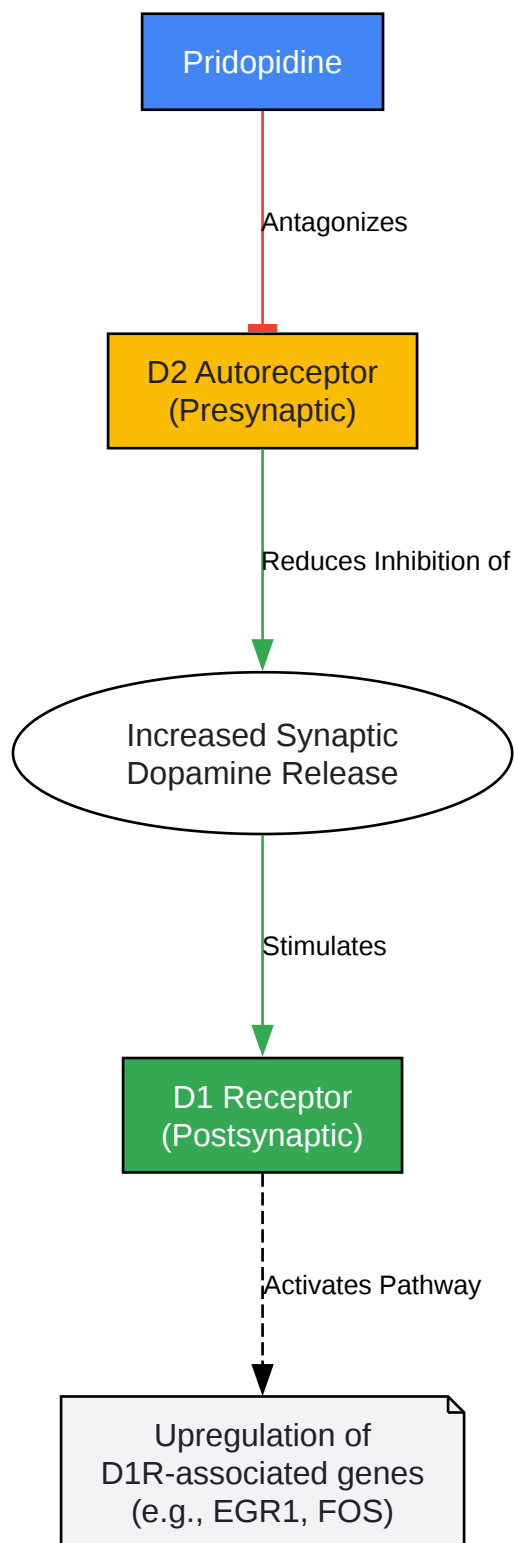 Pridopidine
Antagonizes
D2 Autoreceptor
(Presynaptic)
Reduces Inhibition of
Increased Synaptic
Dopamine Release
Stimulates
D1 Receptor
(Postsynaptic)
Activates Pathway
Upregulation of
D1R-associated genes
(e.g., EGR1, FOS)